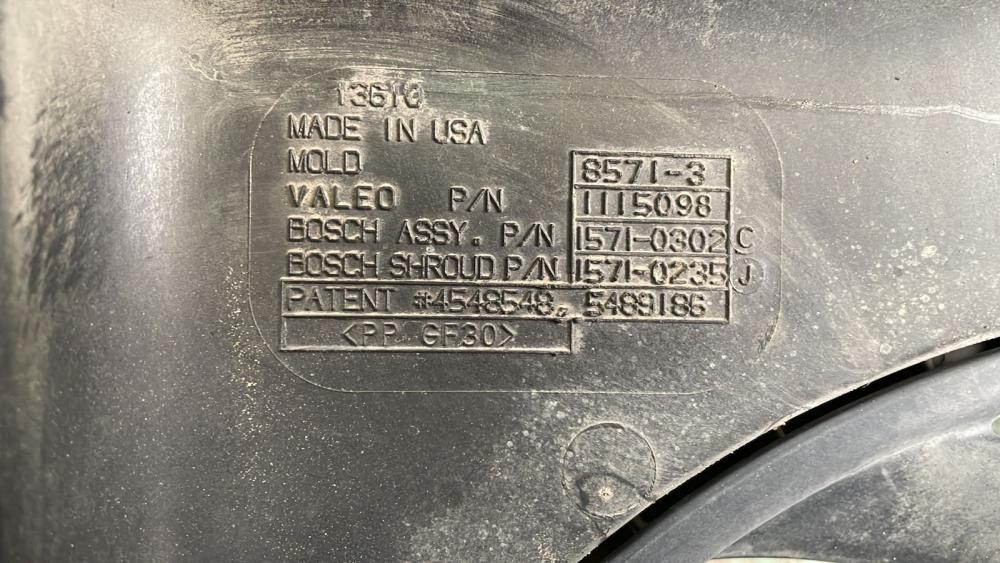 13610
MADE IN USA
MOLD 8571-3
VALEO P/N 1115098
BOSCH ASSY. P/N 1571-0302 C
BOSCH SHROUD P/N 1571-0235 J
PATENT #4548548, 5489186
<PP GF30>